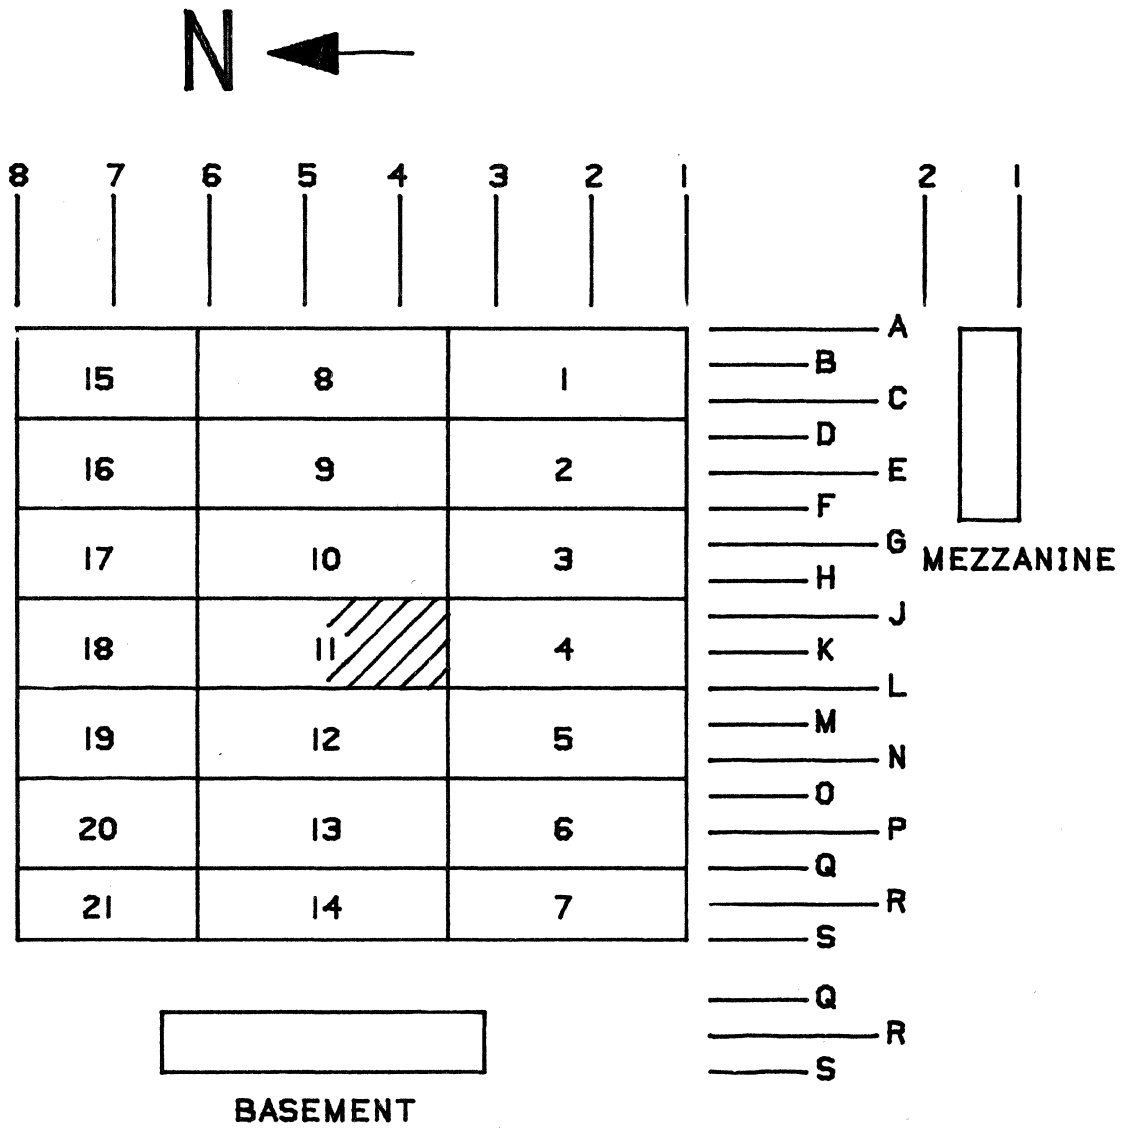 N
8 7 6 5 4 3 2 1 2 1
A
15 8 1 B
C
D
16 9 2 E
F
G
17 10 3 MEZZANINE
H
J
18 11 4 K
L
M
19 12 5 N
O
20 13 6 P
Q
21 14 7 R
S
Q
R
S
BASEMENT